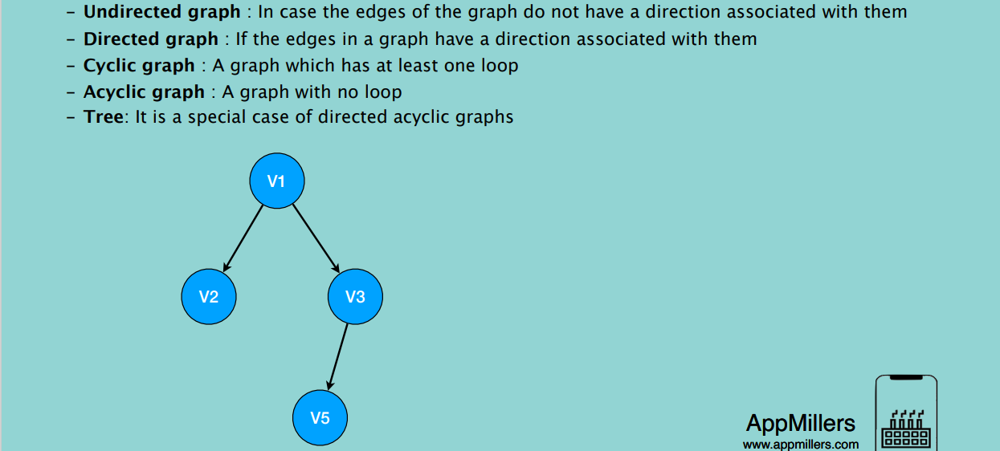 – Undirected graph : In case the edges of the graph do not have a direction associated with them
– Directed graph : If the edges in a graph have a direction associated with them
– Cyclic graph : A graph which has at least one loop
– Acyclic graph : A graph with no loop
– Tree: It is a special case of directed acyclic graphs
V1
V2
V3
V5
AppMillers
www.appmillers.com